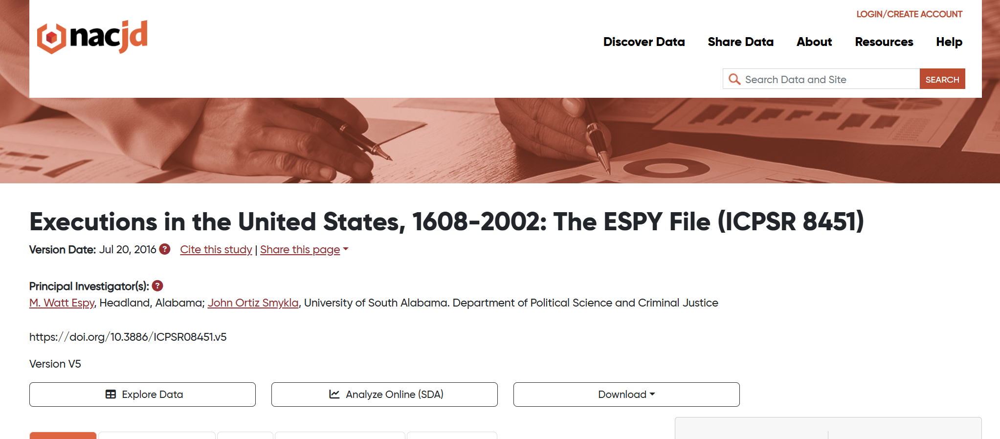 LOGIN/CREATE ACCOUNT
nacjd
Discover Data Share Data About Resources Help
Search Data and Site SEARCH
Executions in the United States, 1608-2002: The ESPY File (ICPSR 8451)
Version Date: Jul 20, 2016 ? Cite this study | Share this page
Principal Investigator(s): ?
M. Watt Espy, Headland, Alabama; John Ortiz Smykla, University of South Alabama. Department of Political Science and Criminal Justice
https://doi.org/10.3886/ICPSR08451.v5
Version V5
Explore Data Analyze Online (SDA) Download